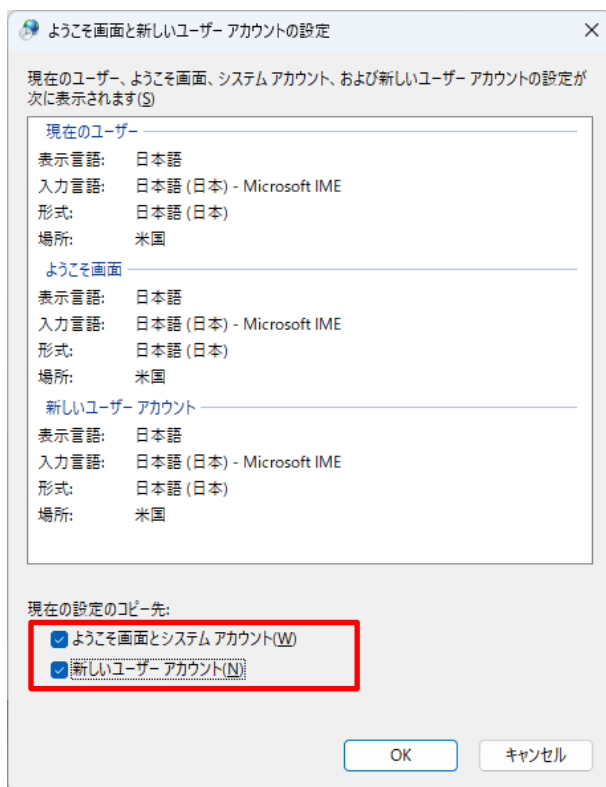 ようこそ画面と新しいユーザー アカウントの設定
現在のユーザー、ようこそ画面、システム アカウント、および新しいユーザー アカウントの設定が
次に表示されます(S)
現在のユーザー
表示言語: 日本語
入力言語: 日本語 (日本) - Microsoft IME
形式: 日本語 (日本)
場所: 米国
ようこそ画面
表示言語: 日本語
入力言語: 日本語 (日本) - Microsoft IME
形式: 日本語 (日本)
場所: 米国
新しいユーザー アカウント
表示言語: 日本語
入力言語: 日本語 (日本) - Microsoft IME
形式: 日本語 (日本)
場所: 米国
現在の設定のコピー先:
ようこそ画面とシステム アカウント(W)
新しいユーザー アカウント(N)
OK キャンセル